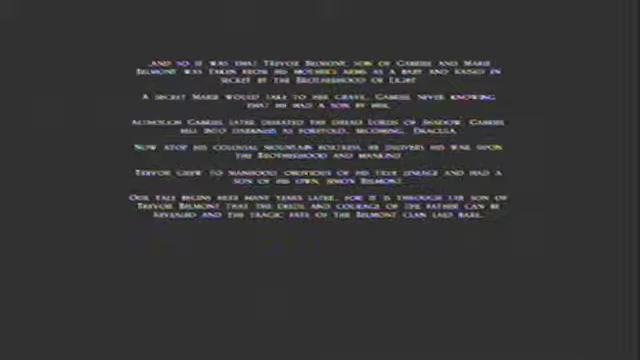 ...AND SO IT WAS THAT TREVOR BELMONT, SON OF GABRIEL AND MARIE
BELMONT WAS TAKEN FROM HIS MOTHER'S ARMS AS A BABY AND RAISED IN
SECRET BY THE BROTHERHOOD OF LIGHT
A SECRET MARIE WOULD TAKE TO HER GRAVE, GABRIEL NEVER KNOWING
THAT HE HAD A SON BY HER.
ALTHOUGH GABRIEL LATER DEFEATED THE DREAD LORDS OF SHADOW, GABRIEL
FELL INTO DARKNESS AS FORETOLD, BECOMING, DRACULA
NOW ATOP HIS COLOSSAL MOUNTAIN FORTRESS, HE DELIVERS HIS WAR UPON
THE BROTHERHOOD AND MANKIND
TREVOR GREW TO MANHOOD, OBLIVIOUS OF HIS TRUE LINEAGE AND HAD A
SON OF HIS OWN, SIMON BELMONT.
OUR TALE BEGINS HERE MANY YEARS LATER, FOR IT IS THROUGH THE SON OF
TREVOR BELMONT THAT THE DEEDS AND COURAGE OF THE FATHER CAN BE
REVEALED AND THE TRAGIC FATE OF THE BELMONT CLAN LAID BARE.